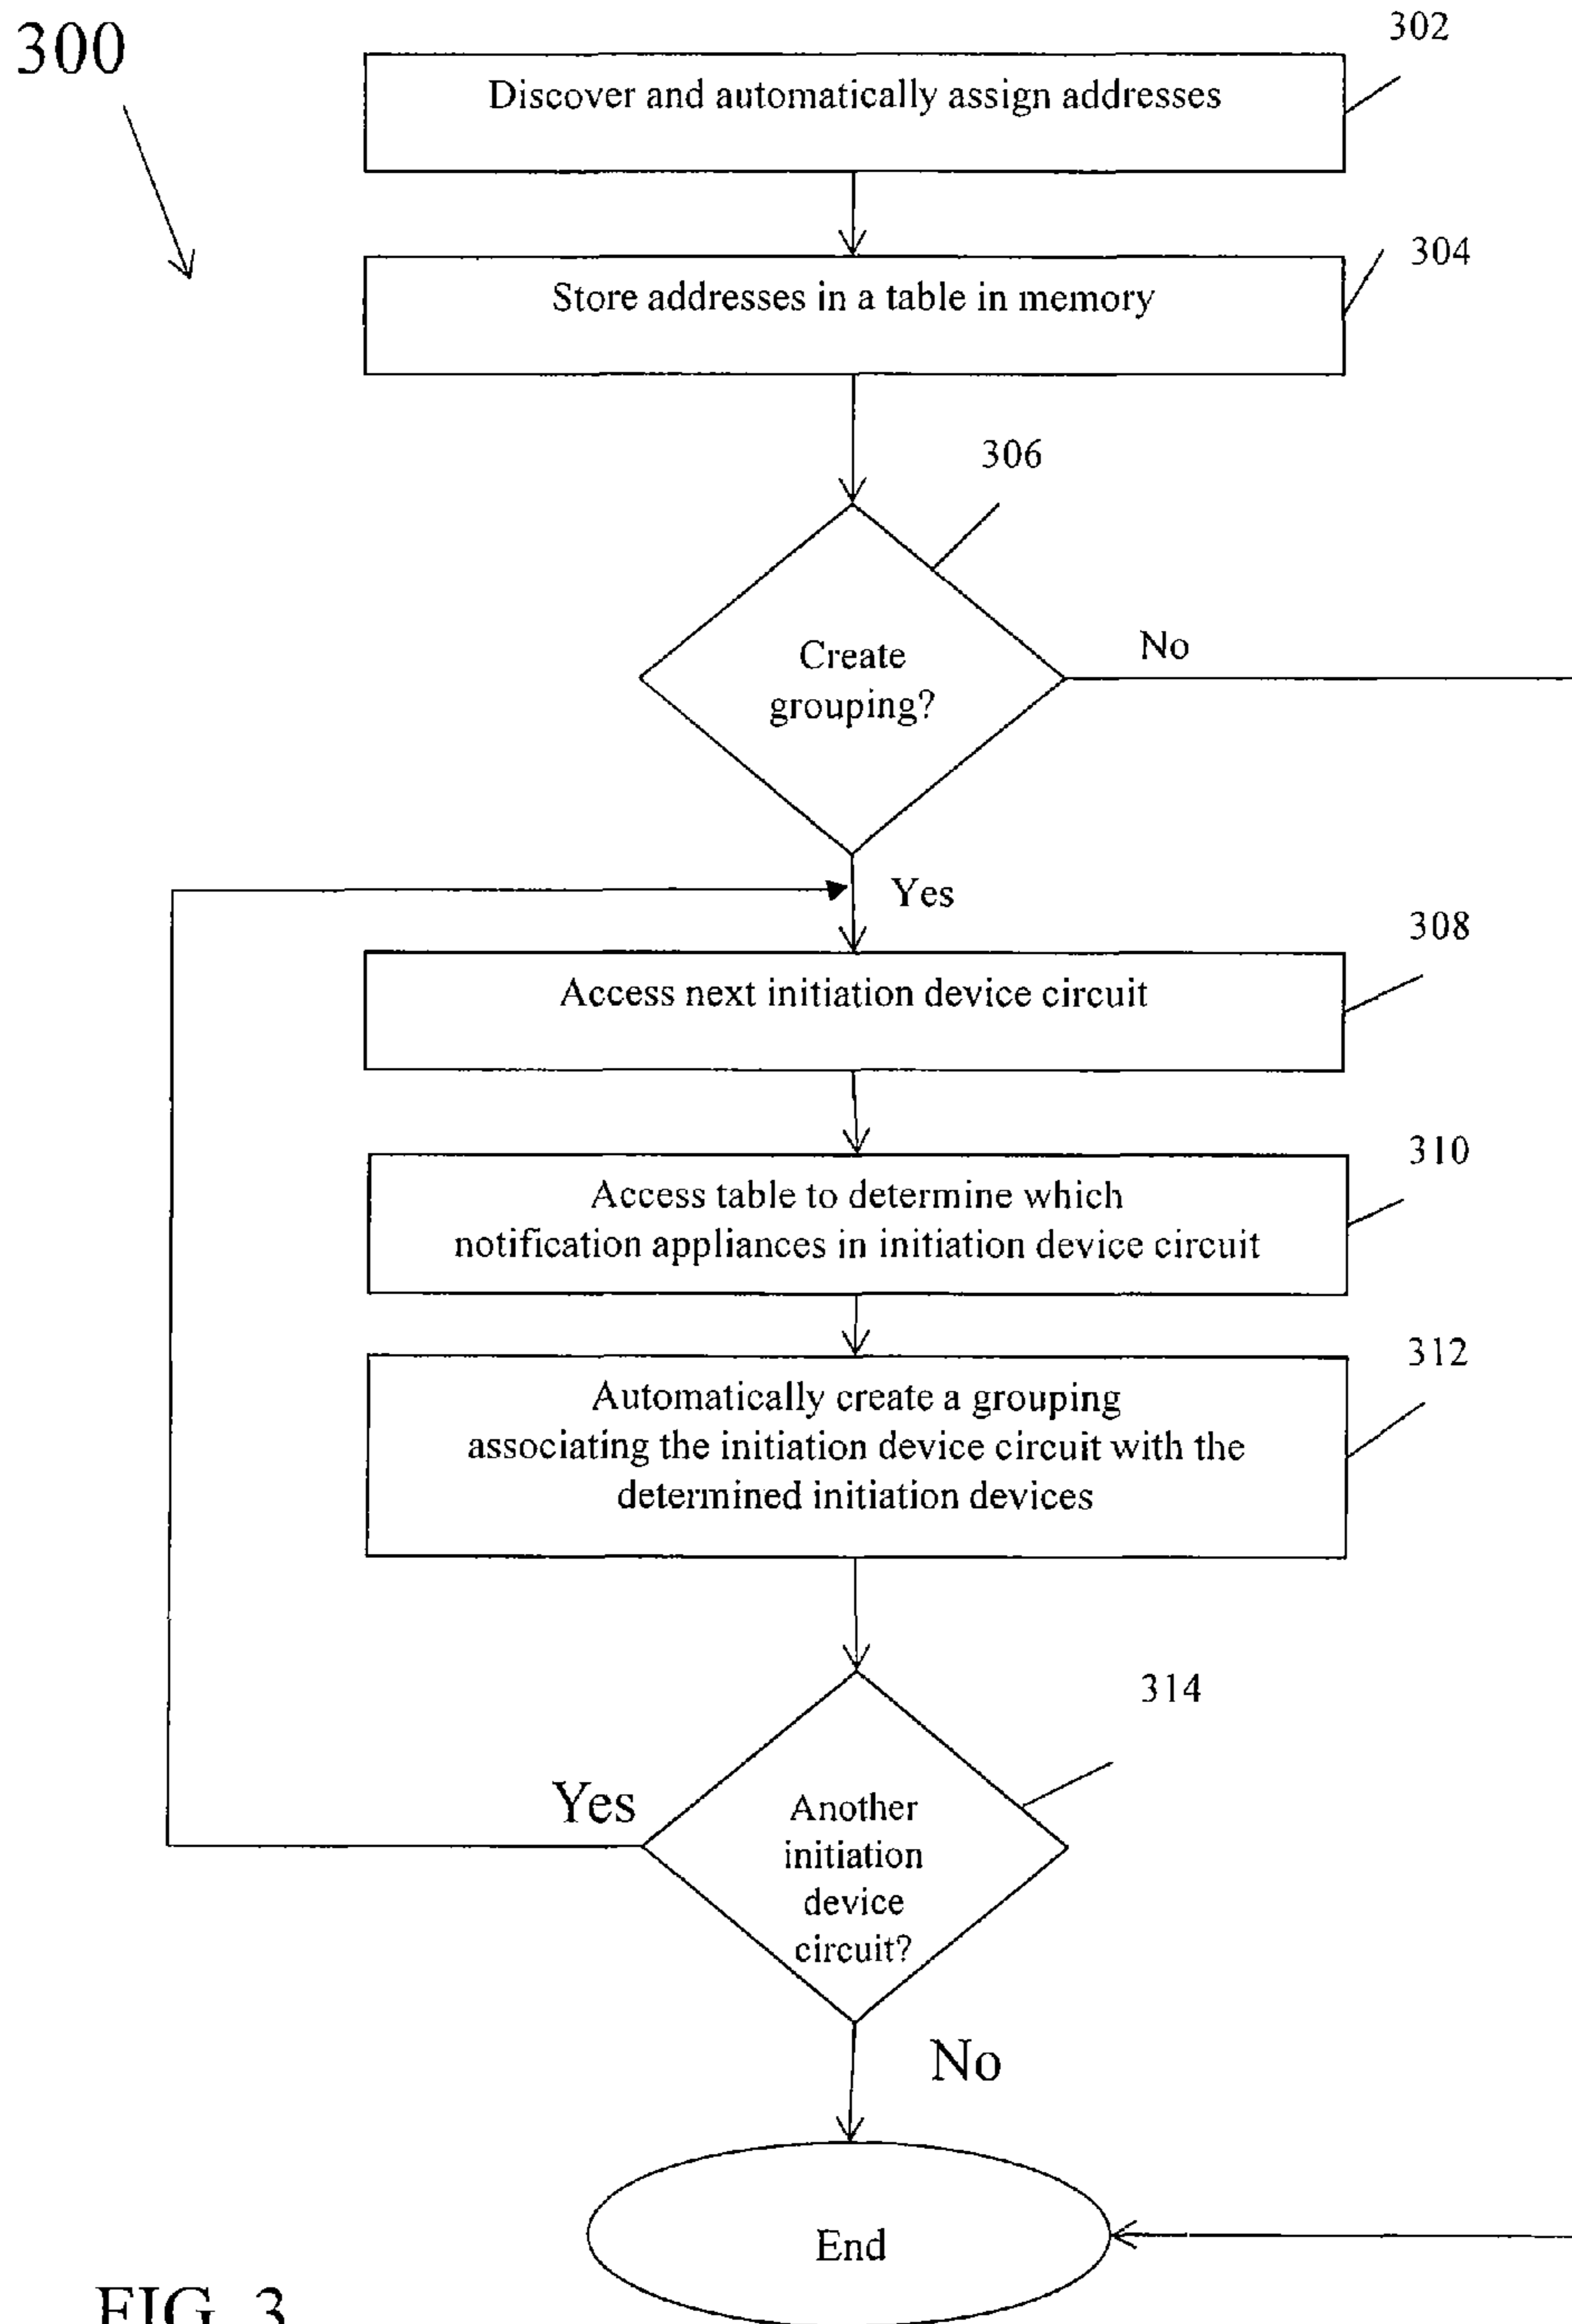 300
302
Discover and automatically assign addresses
304
Store addresses in a table in memory
306
Create
grouping?
No
Yes
308
Access next initiation device circuit
310
Access table to determine which
notification appliances in initiation device circuit
312
Automatically create a grouping
associating the initiation device circuit with the
determined initiation devices
314
Yes
Another
initiation
device
circuit?
No
End
FIG. 3